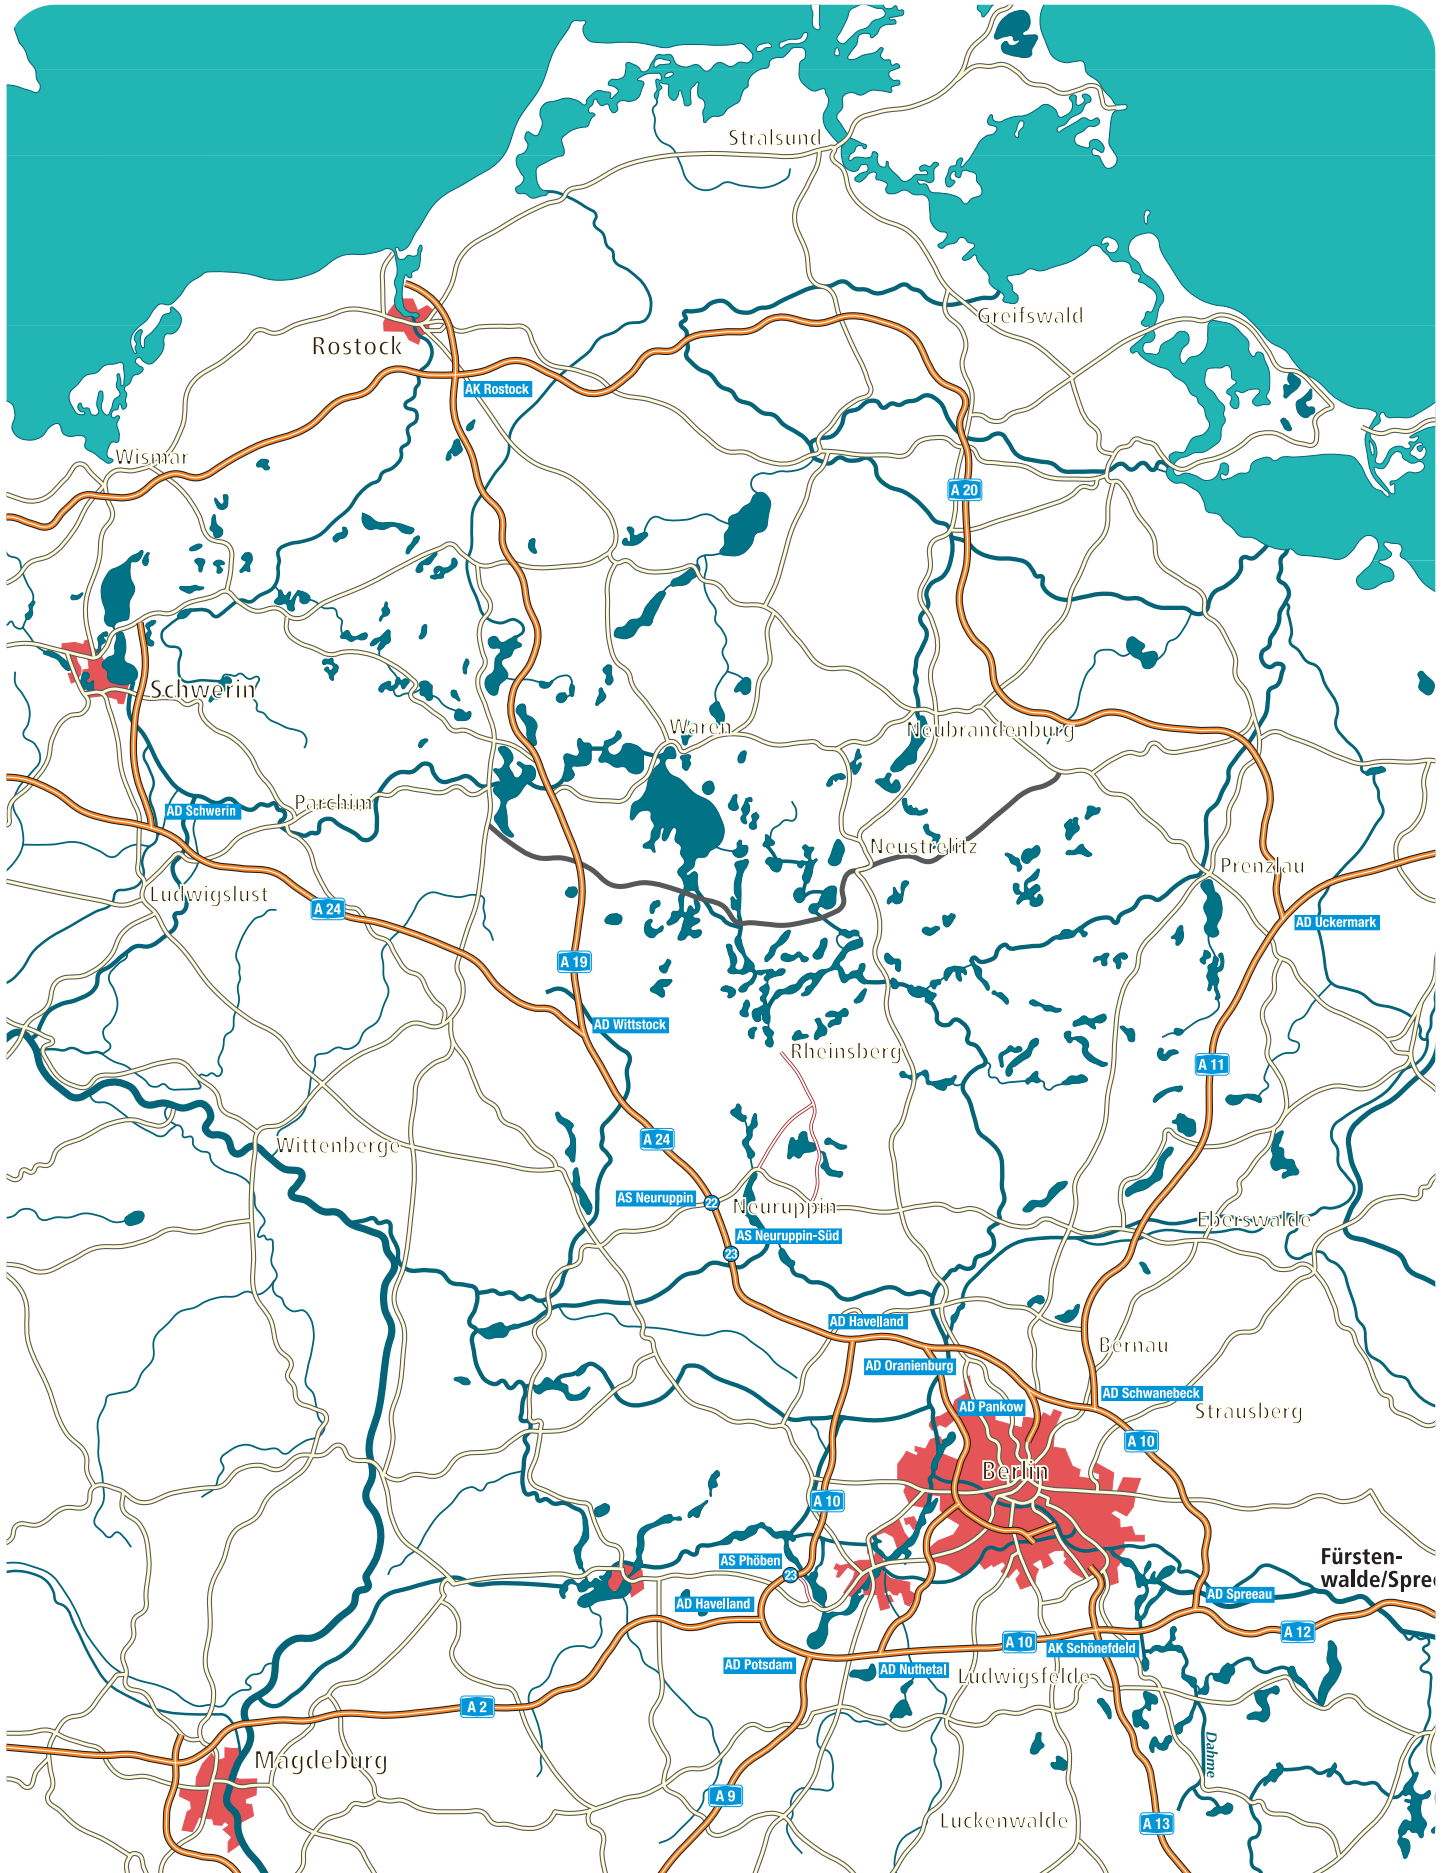 Stralsund
Greifswald
Rostock
AK Rostock
Wismar
A 20
Schwerin
Waren
Neubrandenburg
Parchim
AD Schwerin
Neustrelitz
Prenzlau
Ludwigslust
A 24
AD Uckermark
A 19
AD Wittstock
Rheinsberg
A 11
A 24
Wittenberge
AS Neuruppin
22
Neuruppin
Eberswalde
AS Neuruppin-Süd
23
AD Havelland
Bernau
AD Oranienburg
AD Schwanebeck
AD Pankow
Strausberg
A 10
Berlin
A 10
AS Phöben
23
Fürsten-
walde/Spree
AD Spreeau
AD Havelland
A 12
A 10
AK Schönefdeld
AD Potsdam
AD Nuthetal
Ludwigsfelde
A 2
Dahme
Magdeburg
A 9
Luckenwalde
A 13